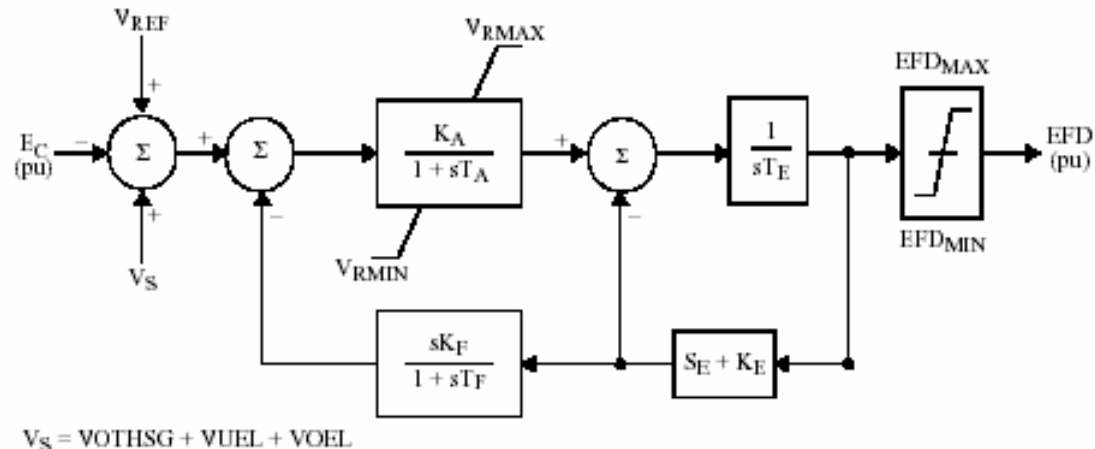 VREF
VRMAX
EFDMAX
+
EC
(pu)
−
Σ
+
Σ
KA
1 + sTA
+
Σ
1
sTE
EFD
(pu)
+
−
−
VS
VRMIN
EFDMIN
sKF
1 + sTF
SE + KE
VS = VOTHSG + VUEL + VOEL